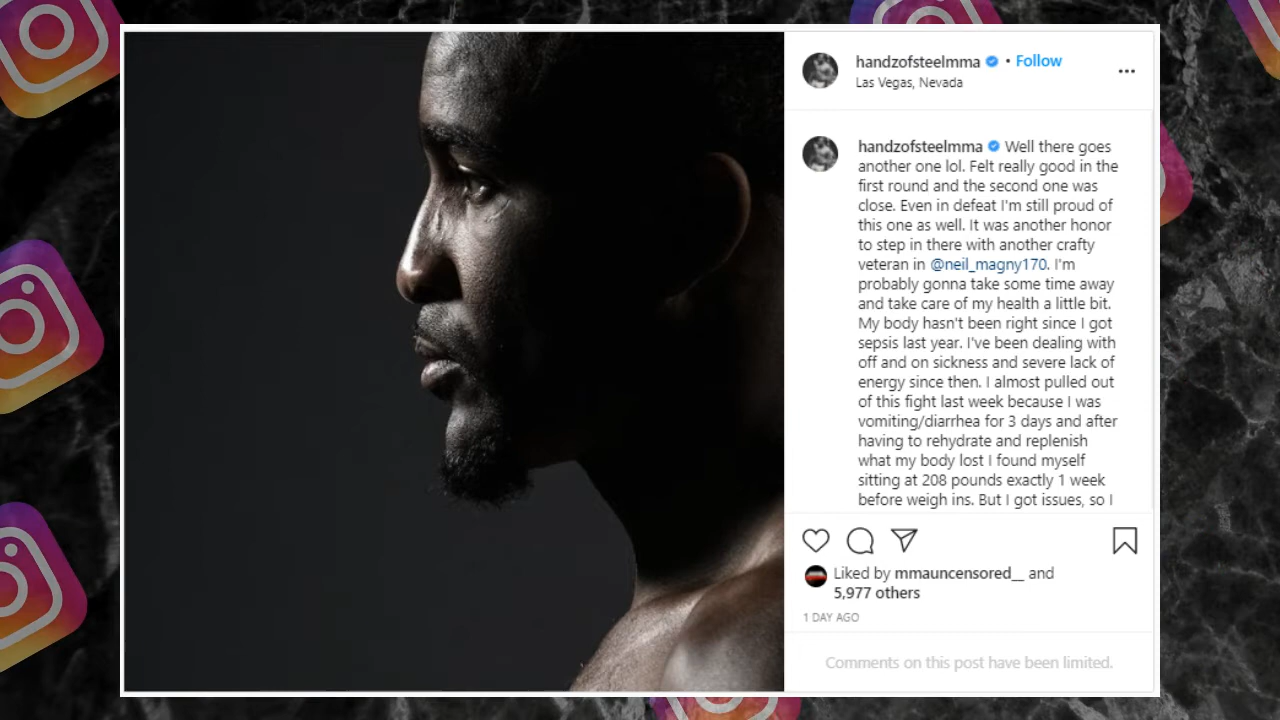 handzofsteelmma • Follow
Las Vegas, Nevada
handzofsteelmma Well there goes
another one lol. Felt really good in the
first round and the second one was
close. Even in defeat I'm still proud of
this one as well. It was another honor
to step in there with another crafty
veteran in @neil_magny170. I'm
probably gonna take some time away
and take care of my health a little bit.
My body hasn't been right since I got
sepsis last year. I've been dealing with
off and on sickness and severe lack of
energy since then. I almost pulled out
of this fight last week because I was
vomiting/diarrhea for 3 days and after
having to rehydrate and replenish
what my body lost I found myself
sitting at 208 pounds exactly 1 week
before weigh ins. But I got issues, so I
Liked by mmauncensored__ and
5,977 others
1 DAY AGO
Comments on this post have been limited.